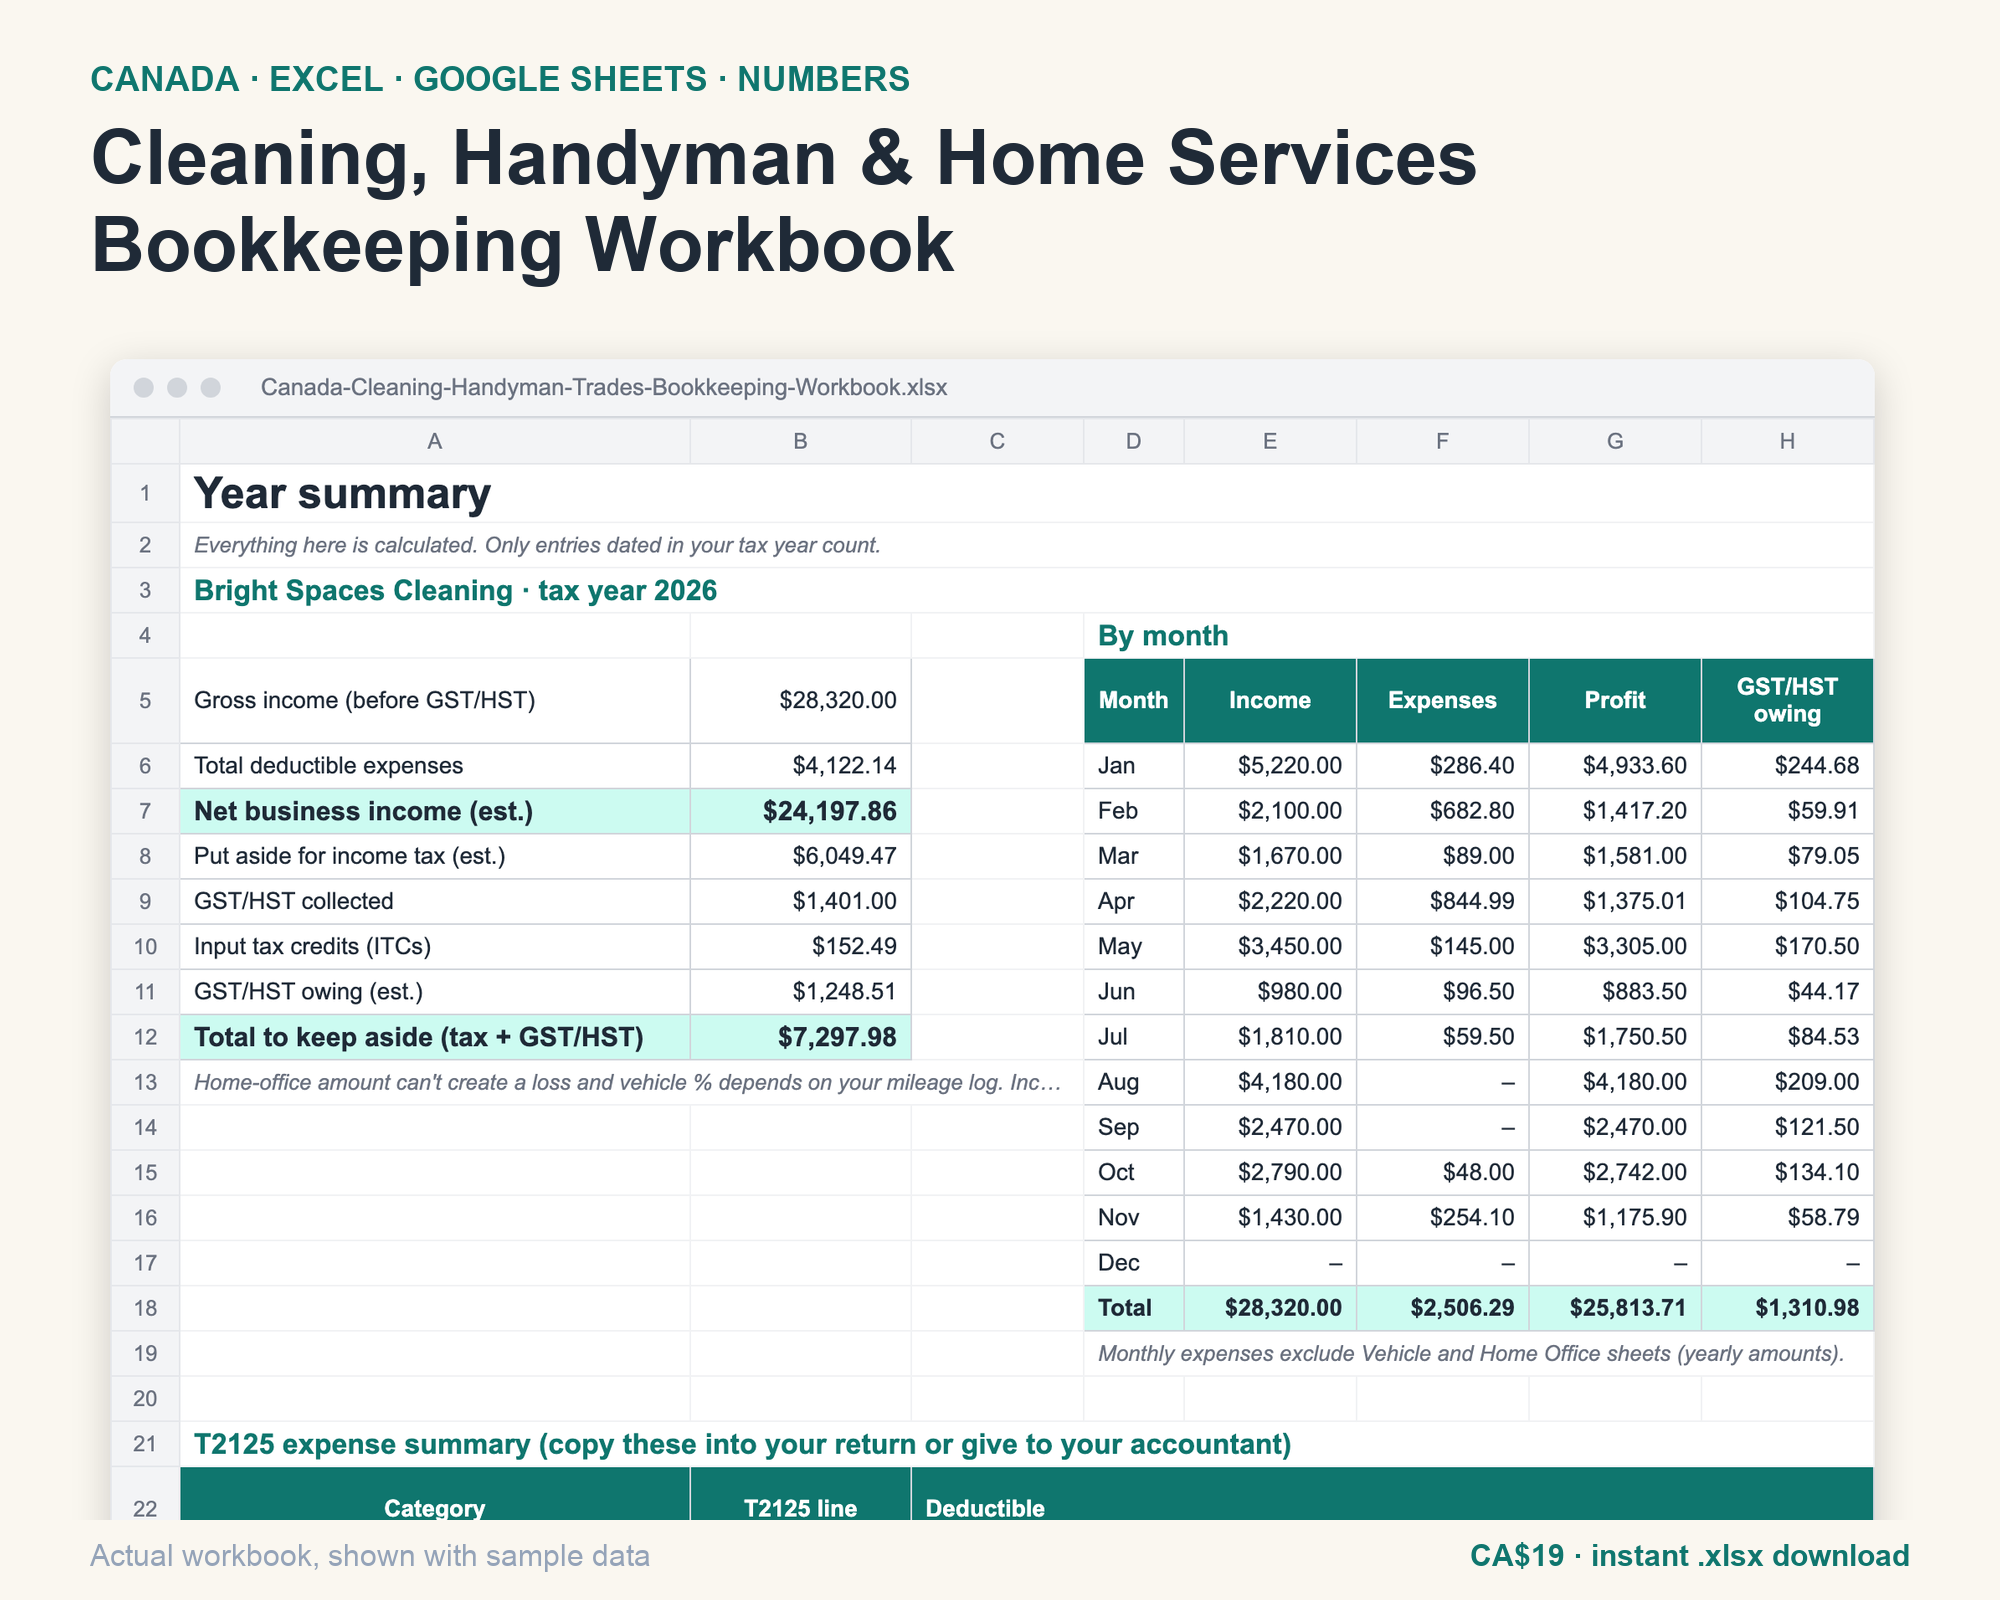 CANADA · EXCEL · GOOGLE SHEETS · NUMBERS
Cleaning, Handyman & Home Services
Bookkeeping Workbook
Canada-Cleaning-Handyman-Trades-Bookkeeping-Workbook.xlsx
A B C D E F G H
1 Year summary
2 Everything here is calculated. Only entries dated in your tax year count.
3 Bright Spaces Cleaning · tax year 2026
4 By month
5 Gross income (before GST/HST) $28,320.00 Month Income Expenses Profit GST/HST owing
6 Total deductible expenses $4,122.14 Jan $5,220.00 $286.40 $4,933.60 $244.68
7 Net business income (est.) $24,197.86 Feb $2,100.00 $682.80 $1,417.20 $59.91
8 Put aside for income tax (est.) $6,049.47 Mar $1,670.00 $89.00 $1,581.00 $79.05
9 GST/HST collected $1,401.00 Apr $2,220.00 $844.99 $1,375.01 $104.75
10 Input tax credits (ITCs) $152.49 May $3,450.00 $145.00 $3,305.00 $170.50
11 GST/HST owing (est.) $1,248.51 Jun $980.00 $96.50 $883.50 $44.17
12 Total to keep aside (tax + GST/HST) $7,297.98 Jul $1,810.00 $59.50 $1,750.50 $84.53
13 Home-office amount can't create a loss and vehicle % depends on your mileage log. Inc… Aug $4,180.00 – $4,180.00 $209.00
14 Sep $2,470.00 – $2,470.00 $121.50
15 Oct $2,790.00 $48.00 $2,742.00 $134.10
16 Nov $1,430.00 $254.10 $1,175.90 $58.79
17 Dec – – – –
18 Total $28,320.00 $2,506.29 $25,813.71 $1,310.98
19 Monthly expenses exclude Vehicle and Home Office sheets (yearly amounts).
20
21 T2125 expense summary (copy these into your return or give to your accountant)
22 Category T2125 line Deductible
Actual workbook, shown with sample data
CA$19 · instant .xlsx download